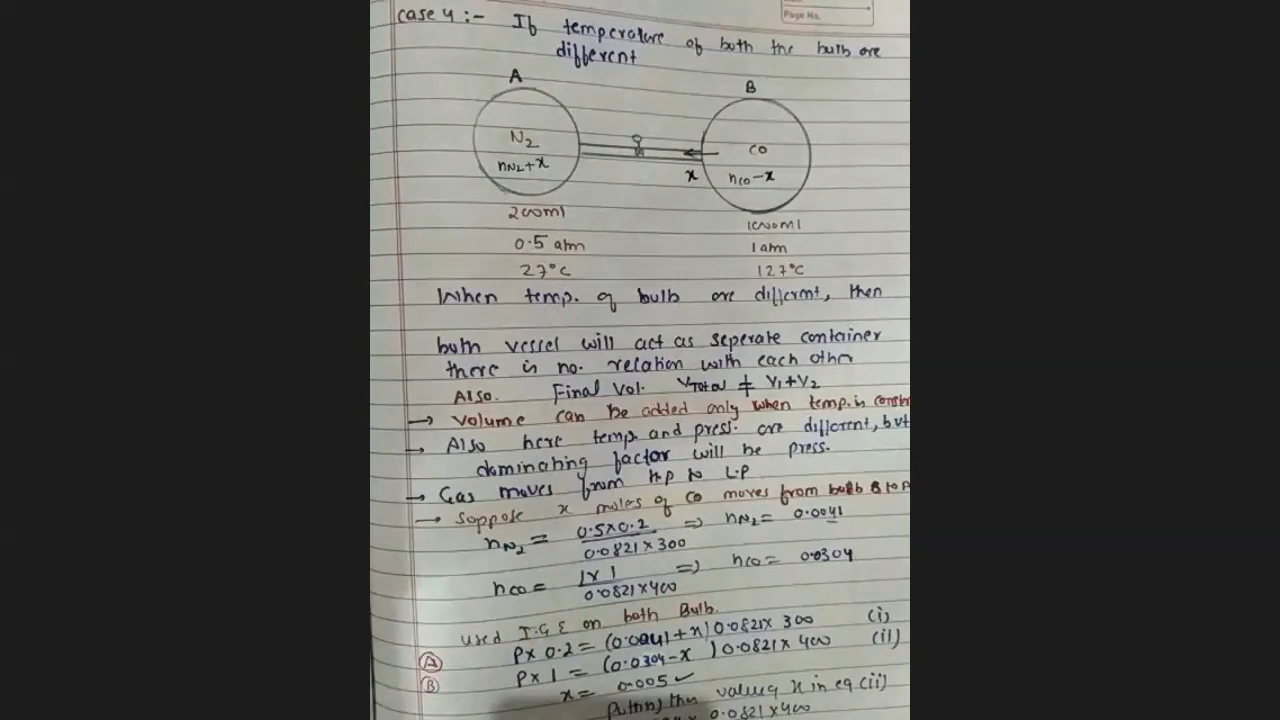 Page No.
case 4 :- If temperature of both the bulb are
different
A
B
N2
nN2+x
x
CO
nco-x
200ml
0.5 atm
27°C
1000ml
1 atm
127°C
When temp. of bulb are different, then
both vessel will act as seperate container
there is no. relation with each other
Also. Final Vol. VTotal ≠ V1+V2
→ Volume can be added only when temp. is const
→ Also here temp and press. are different, but
dominating factor will be press.
→ Gas moves from H.P to L.P
→ Soppose x moles of CO moves from bulb B to A
nN2 = 0.5×0.2 / 0.0821×300 ⇒ nN2 = 0.0041
nco = 1×1 / 0.0821×400 ⇒ nco = 0.0304
Used I.G.E on both Bulb.
(A) P×0.2 = (0.0041+x)0.0821×300 (i)
(B) P×1 = (0.0304-x)0.0821×400 (ii)
x = 0.005 ✓
Putting the value x in eq (ii)
× 0.0821×400